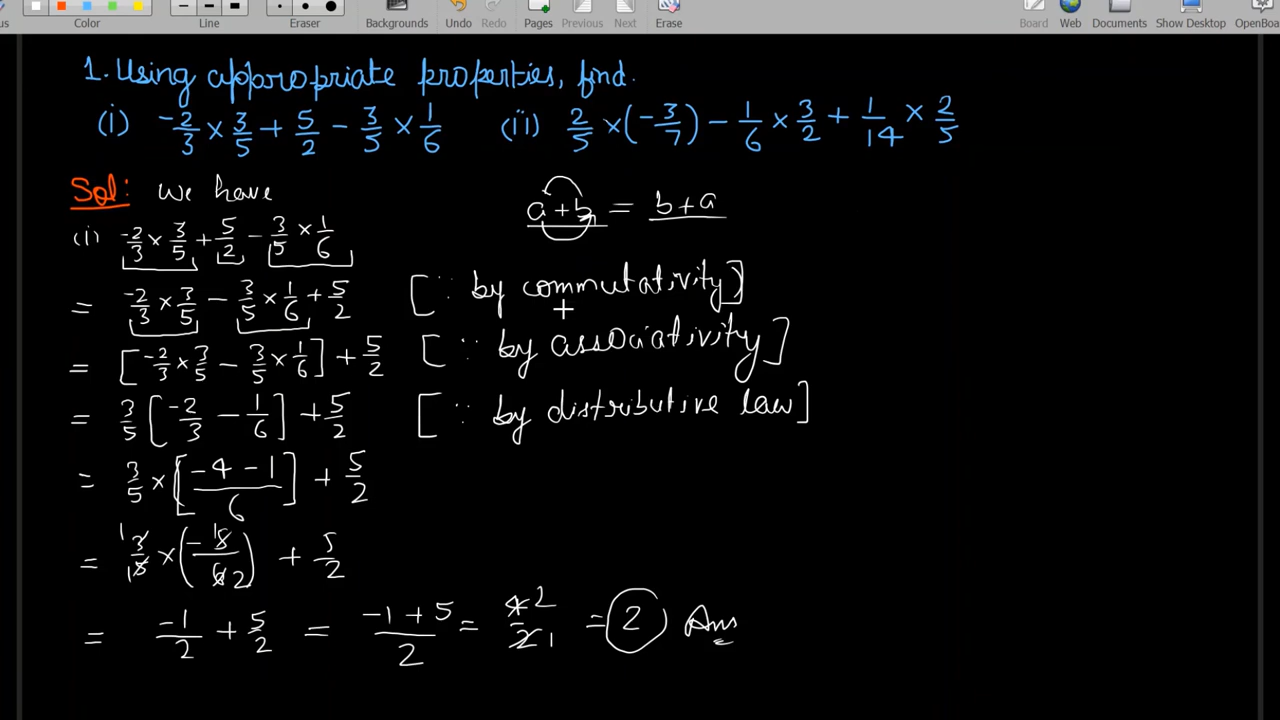 Color Line Eraser Backgrounds Undo Redo Pages Previous Next Erase Board Web Documents Show Desktop OpenBoa
1. Using appropriate properties, find.
(i) -2/3 × 3/5 + 5/2 - 3/5 × 1/6 (ii) 2/5 × (-3/7) - 1/6 × 3/2 + 1/14 × 2/5
Sol: we have
a + b = b + a
(i) -2/3 × 3/5 + 5/2 - 3/5 × 1/6
= -2/3 × 3/5 - 3/5 × 1/6 + 5/2 [∵ by commutativity]
= [-2/3 × 3/5 - 3/5 × 1/6] + 5/2 [∵ by associativity]
= 3/5 [-2/3 - 1/6] + 5/2 [∵ by distributive law]
= 3/5 × [-4 - 1/6] + 5/2
= 3/5 × (-5/6) + 5/2
= -1/2 + 5/2 = -1 + 5/2 = 4/2 = 2 Ans